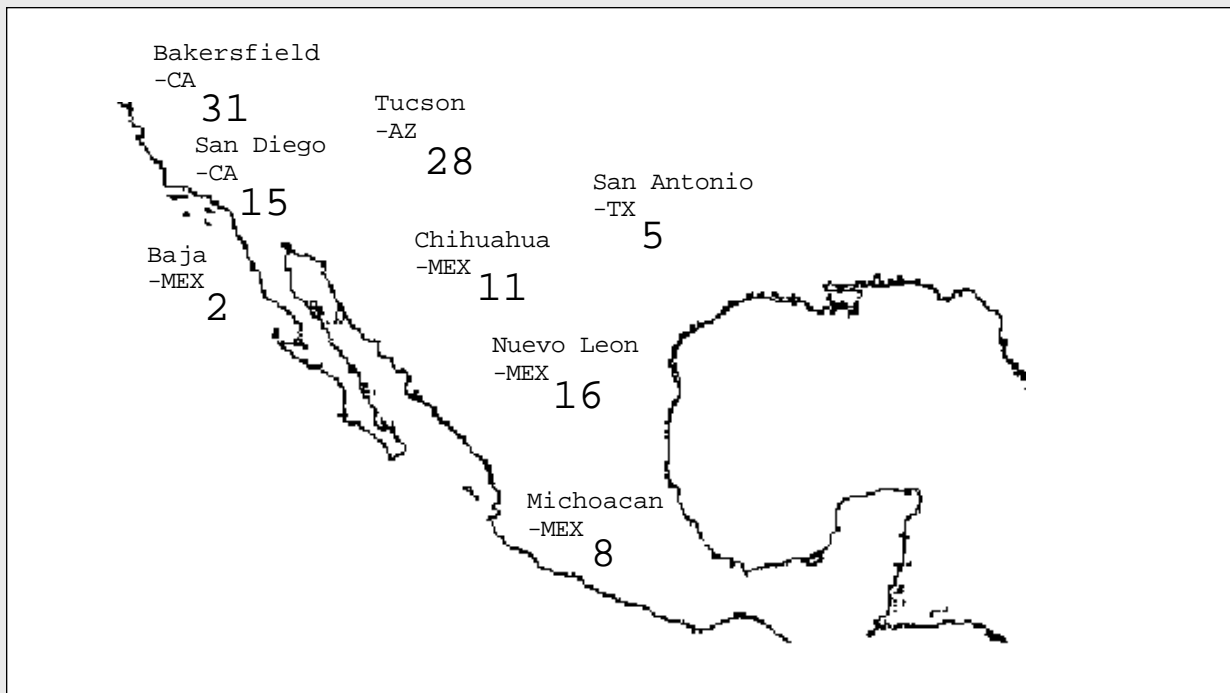 Bakersfield
-CA
31
Tucson
-AZ
28
San Diego
-CA
15
San Antonio
-TX
5
Chihuahua
-MEX
11
Baja
-MEX
2
Nuevo Leon
-MEX
16
Michoacan
-MEX
8